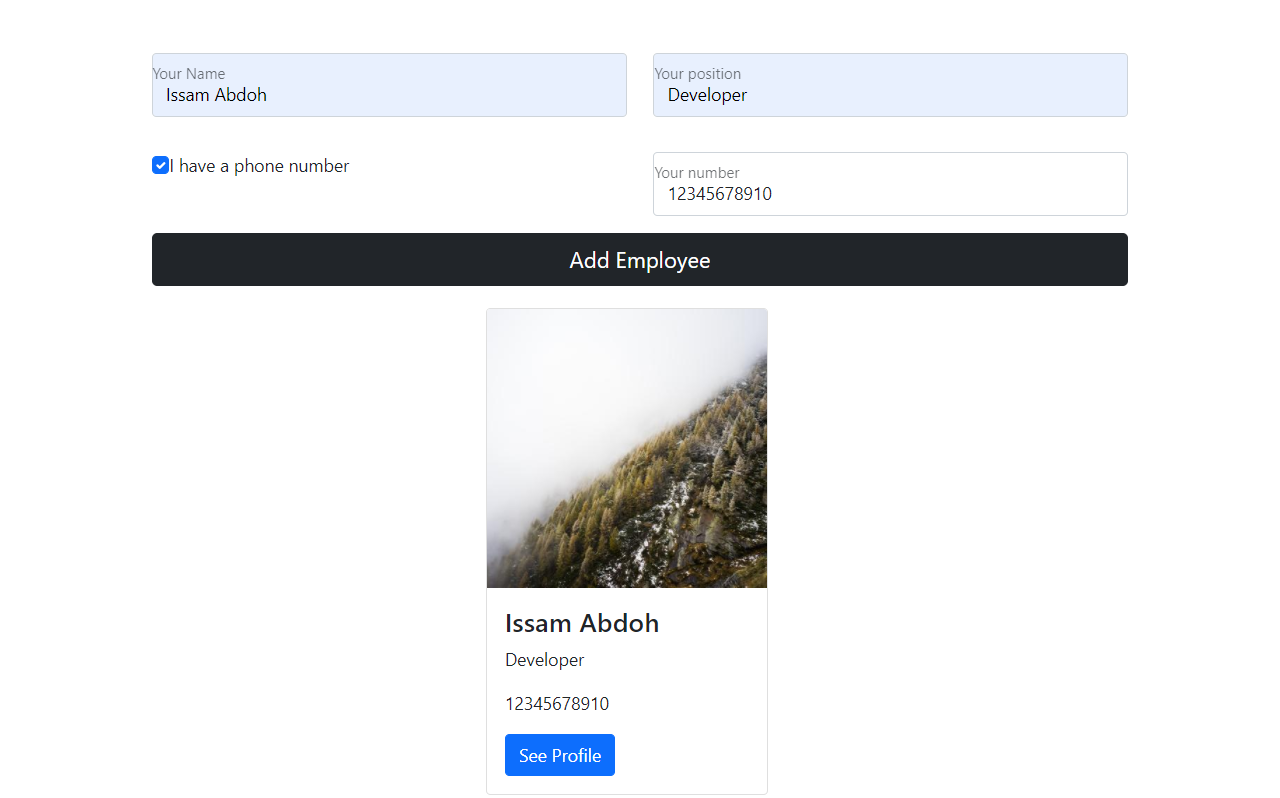 Your Name
Issam Abdoh
Your position
Developer
I have a phone number
Your number
12345678910
Add Employee
Issam Abdoh
Developer
12345678910
See Profile